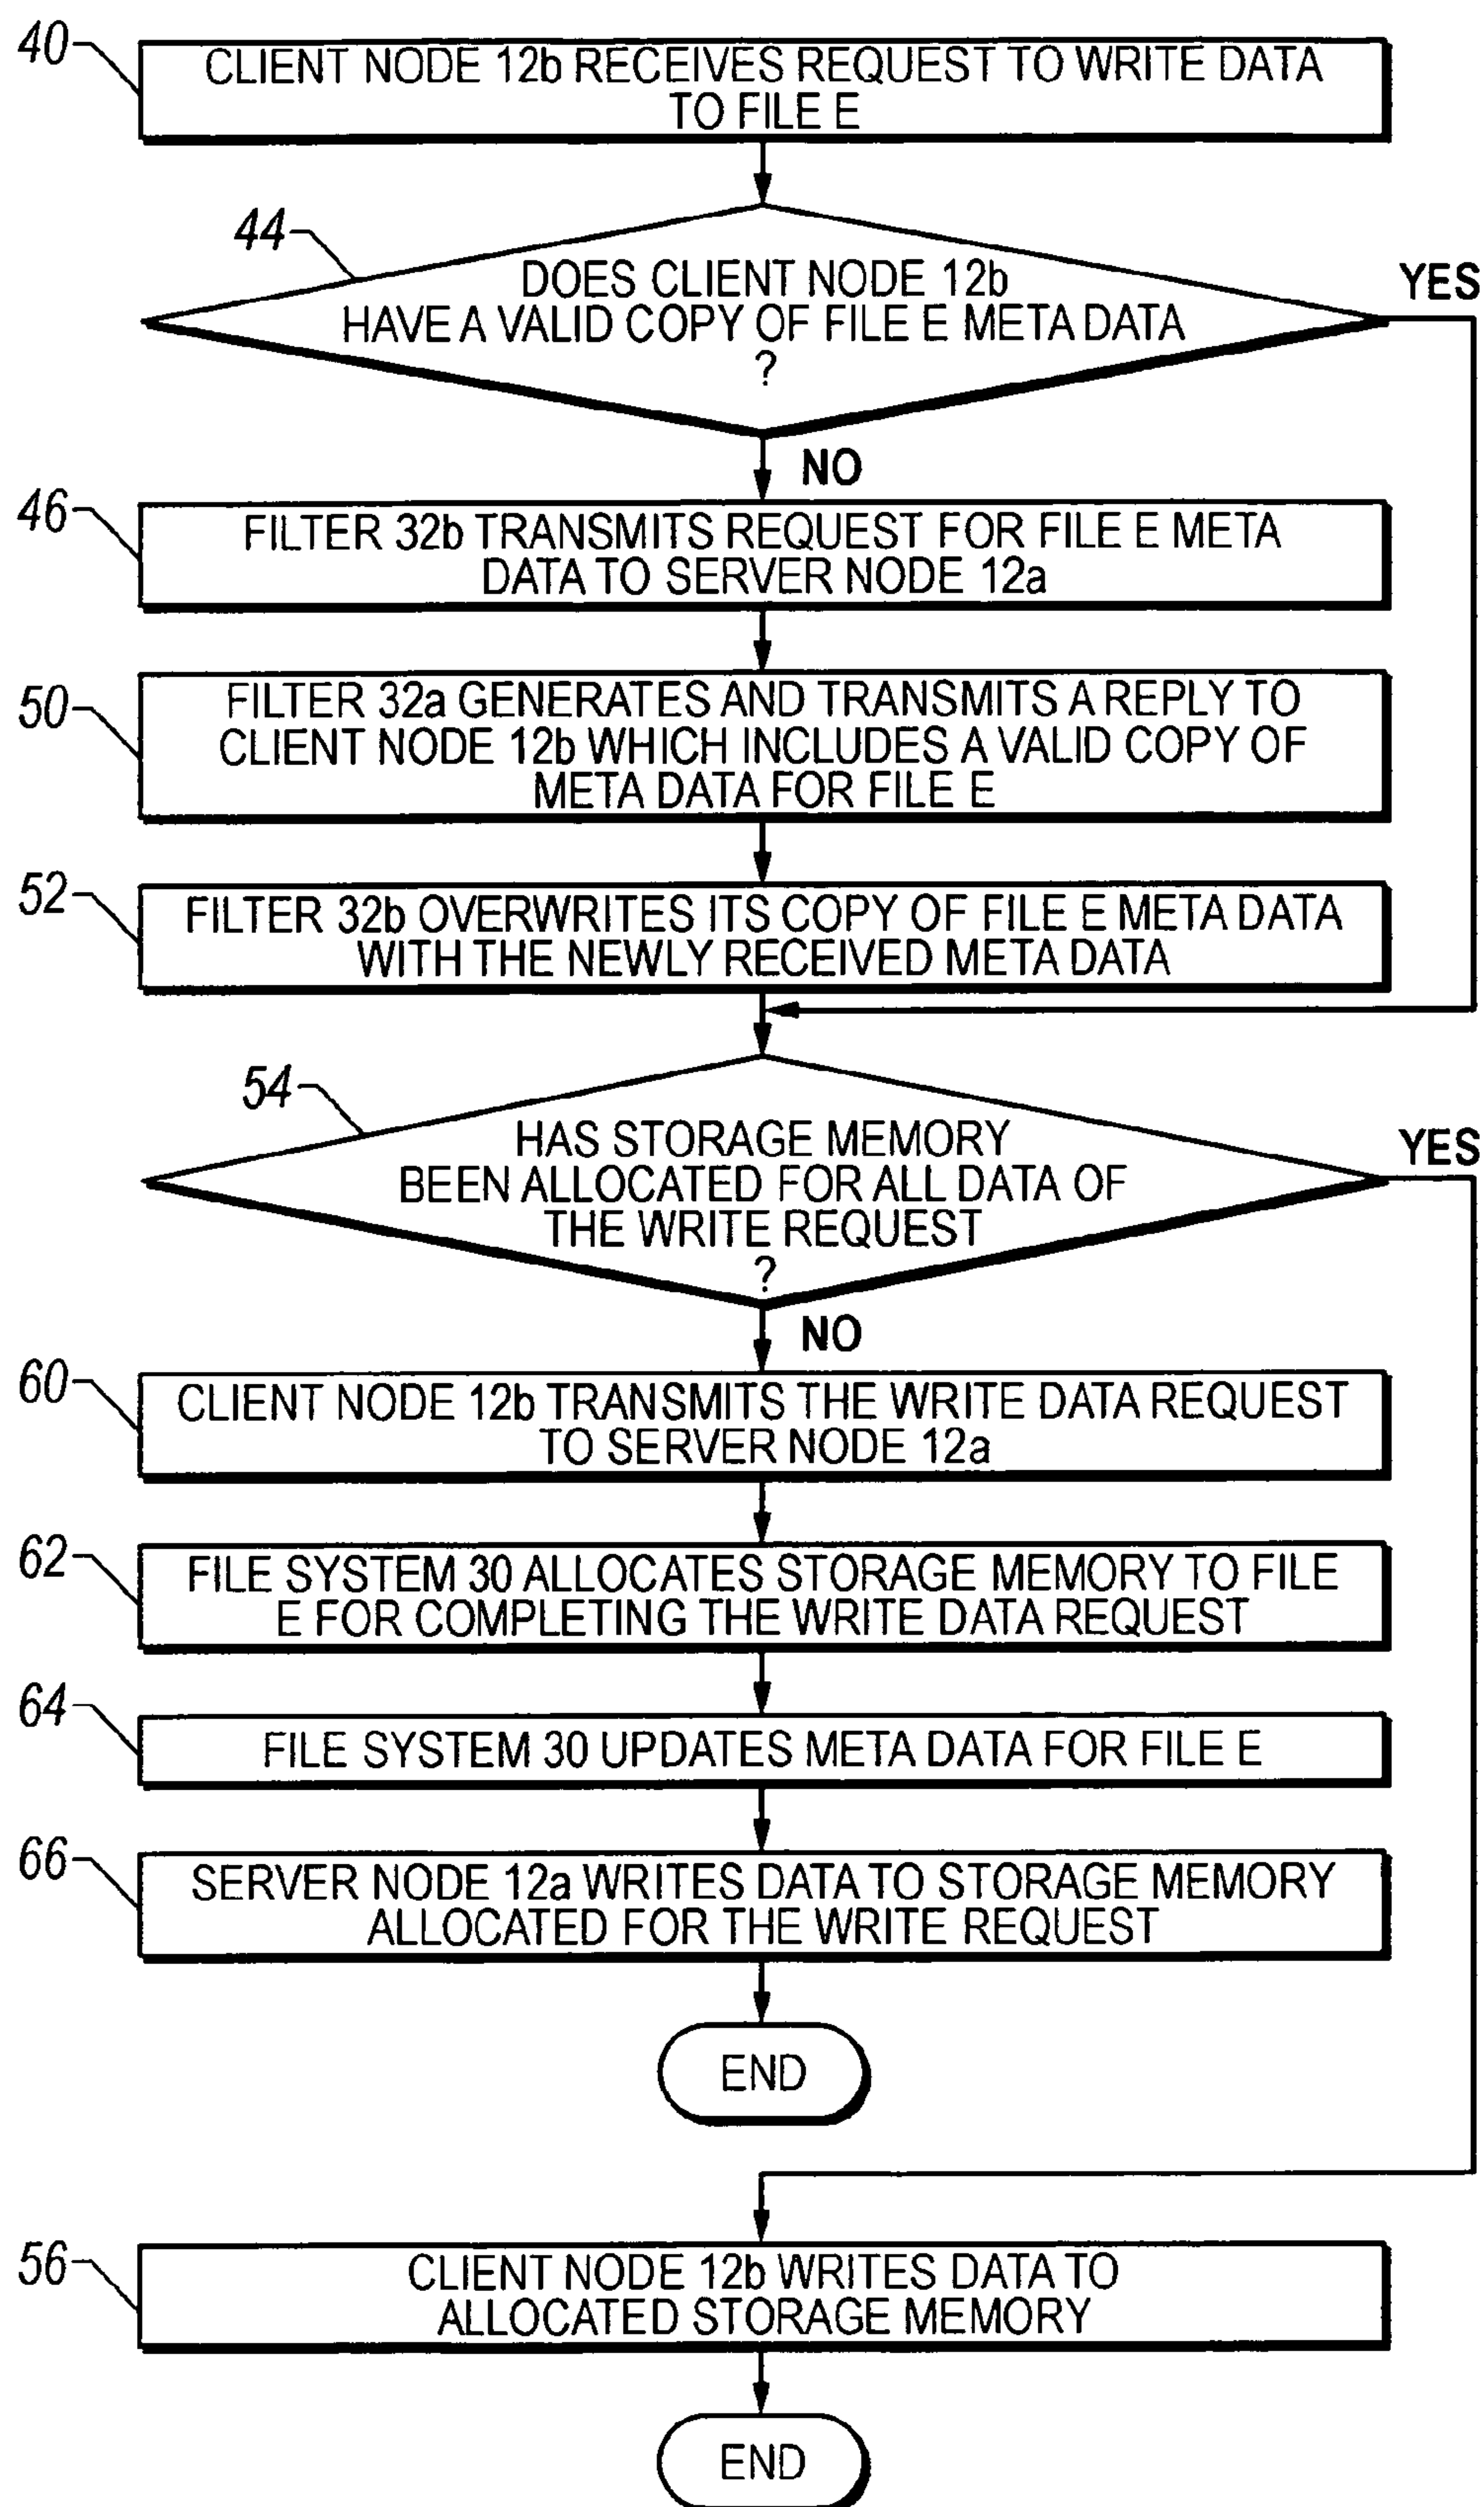 40
CLIENT NODE 12b RECEIVES REQUEST TO WRITE DATA
TO FILE E
44
DOES CLIENT NODE 12b
HAVE A VALID COPY OF FILE E META DATA
?
YES
NO
46
FILTER 32b TRANSMITS REQUEST FOR FILE E META
DATA TO SERVER NODE 12a
50
FILTER 32a GENERATES AND TRANSMITS A REPLY TO
CLIENT NODE 12b WHICH INCLUDES A VALID COPY OF
META DATA FOR FILE E
52
FILTER 32b OVERWRITES ITS COPY OF FILE E META DATA
WITH THE NEWLY RECEIVED META DATA
54
HAS STORAGE MEMORY
BEEN ALLOCATED FOR ALL DATA OF
THE WRITE REQUEST
?
YES
NO
60
CLIENT NODE 12b TRANSMITS THE WRITE DATA REQUEST
TO SERVER NODE 12a
62
FILE SYSTEM 30 ALLOCATES STORAGE MEMORY TO FILE
E FOR COMPLETING THE WRITE DATA REQUEST
64
FILE SYSTEM 30 UPDATES META DATA FOR FILE E
66
SERVER NODE 12a WRITES DATA TO STORAGE MEMORY
ALLOCATED FOR THE WRITE REQUEST
END
56
CLIENT NODE 12b WRITES DATA TO
ALLOCATED STORAGE MEMORY
END